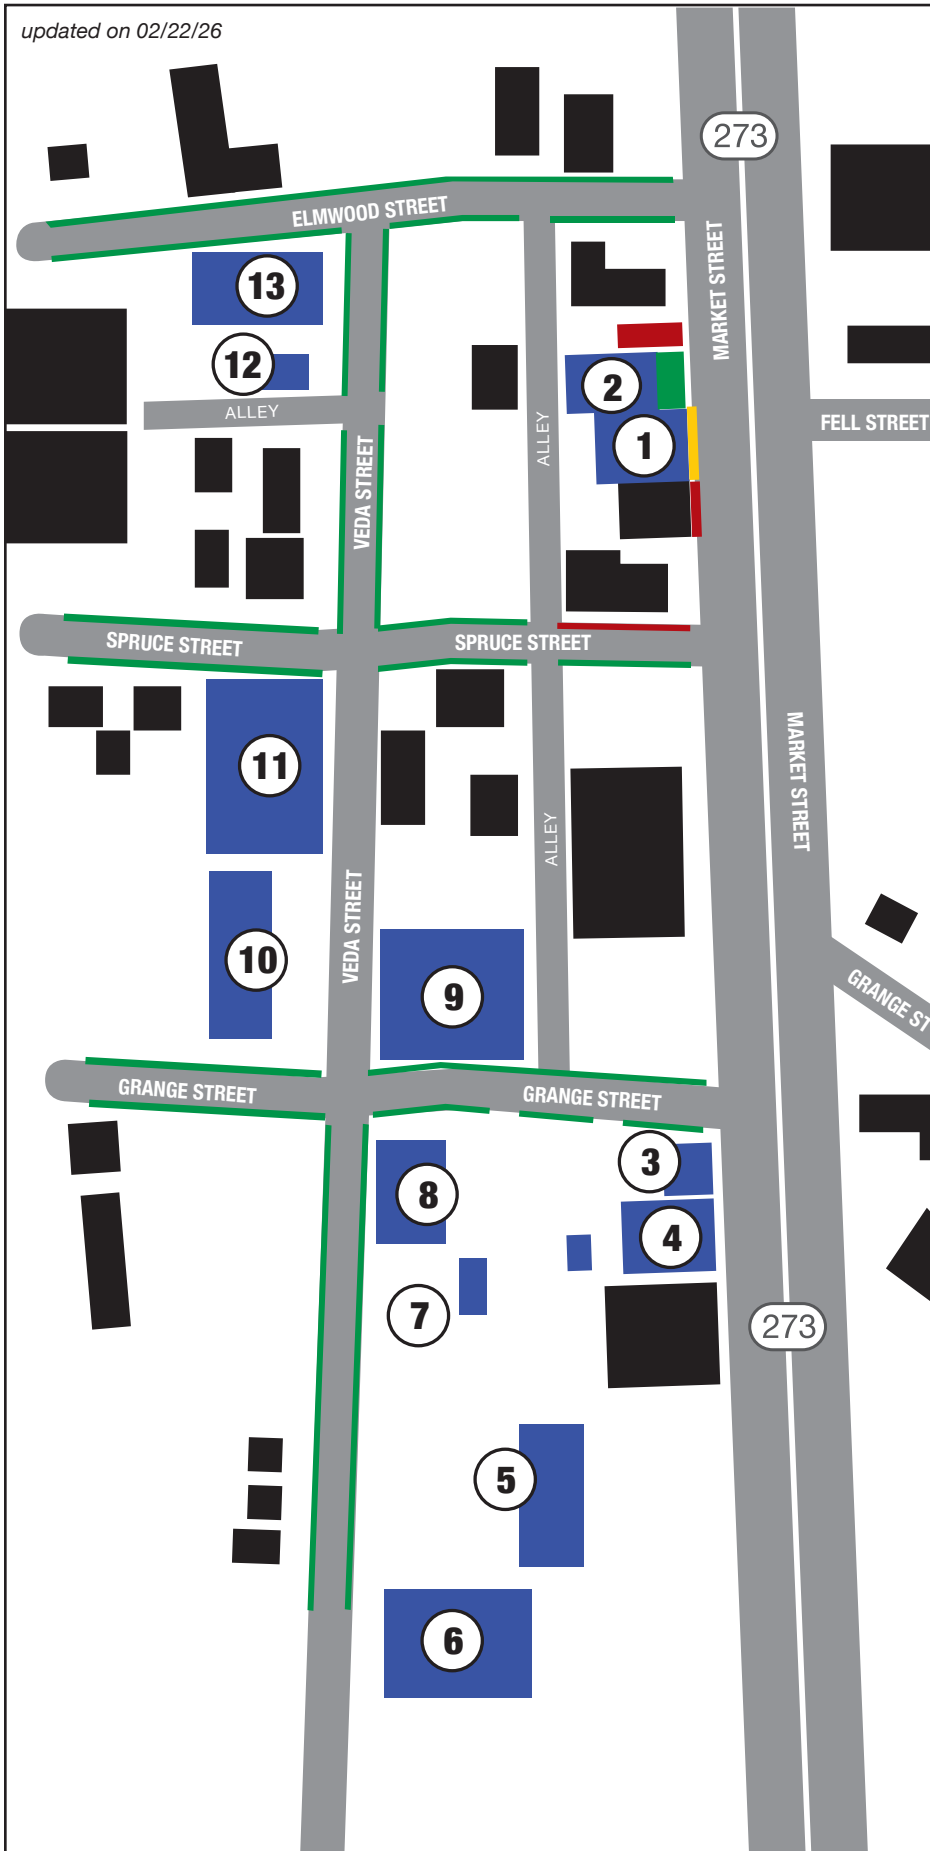 updated on 02/22/26
273
ELMWOOD STREET
MARKET STREET
13
12
ALLEY
2
1
ALLEY
FELL STREET
VEDA STREET
SPRUCE STREET
SPRUCE STREET
11
MARKET STREET
ALLEY
VEDA STREET
10
9
GRANGE ST
GRANGE STREET
GRANGE STREET
3
8
4
7
273
5
6